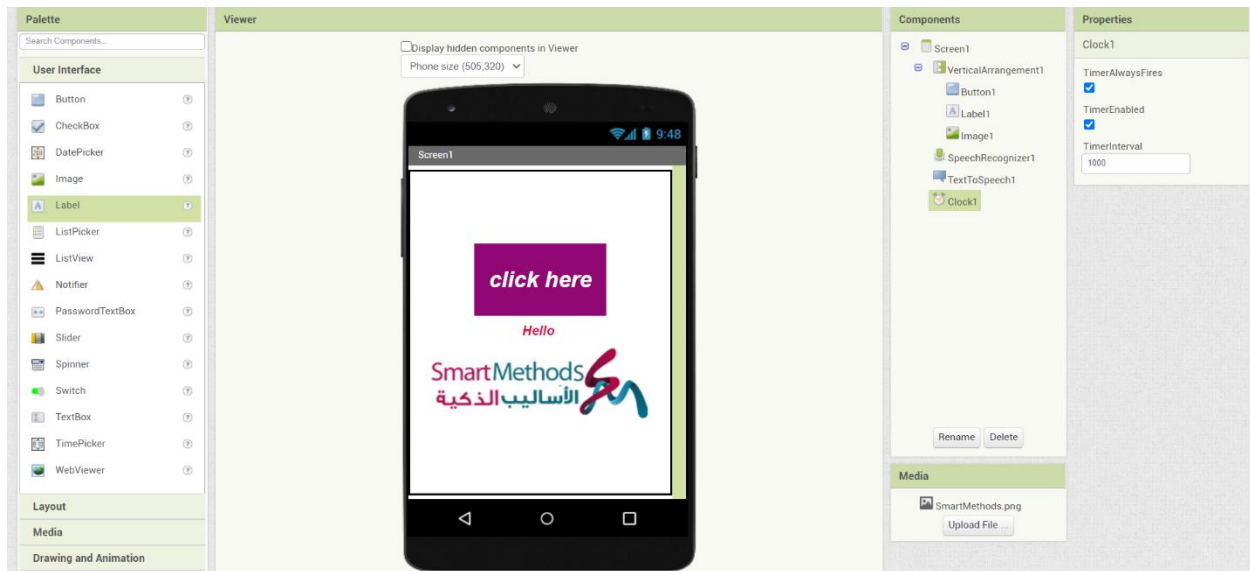 Palette
Search Components...
User Interface
Button
CheckBox
DatePicker
Image
Label
ListPicker
ListView
Notifier
PasswordTextBox
Slider
Spinner
Switch
TextBox
TimePicker
WebViewer
Layout
Media
Drawing and Animation
Viewer
Display hidden components in Viewer
Phone size (505,320)
9:48
Screen1
click here
Hello
SmartMethods
الأساليب الذكية
Components
Screen1
VerticalArrangement1
Button1
Label1
Image1
SpeechRecognizer1
TextToSpeech1
Clock1
Rename Delete
Media
SmartMethods.png
Upload File ...
Properties
Clock1
TimerAlwaysFires
TimerEnabled
TimerInterval
1000